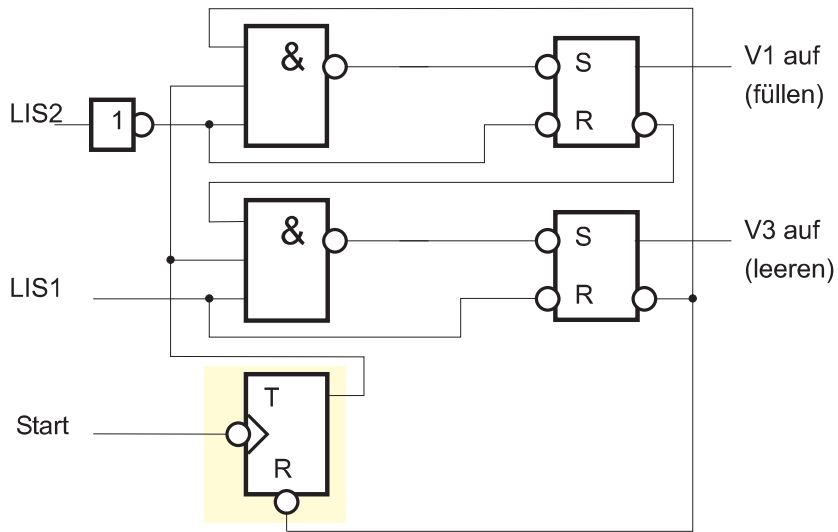 &
S
V1 auf
(füllen)
LIS2
1
R
&
S
V3 auf
(leeren)
LIS1
R
T
Start
R